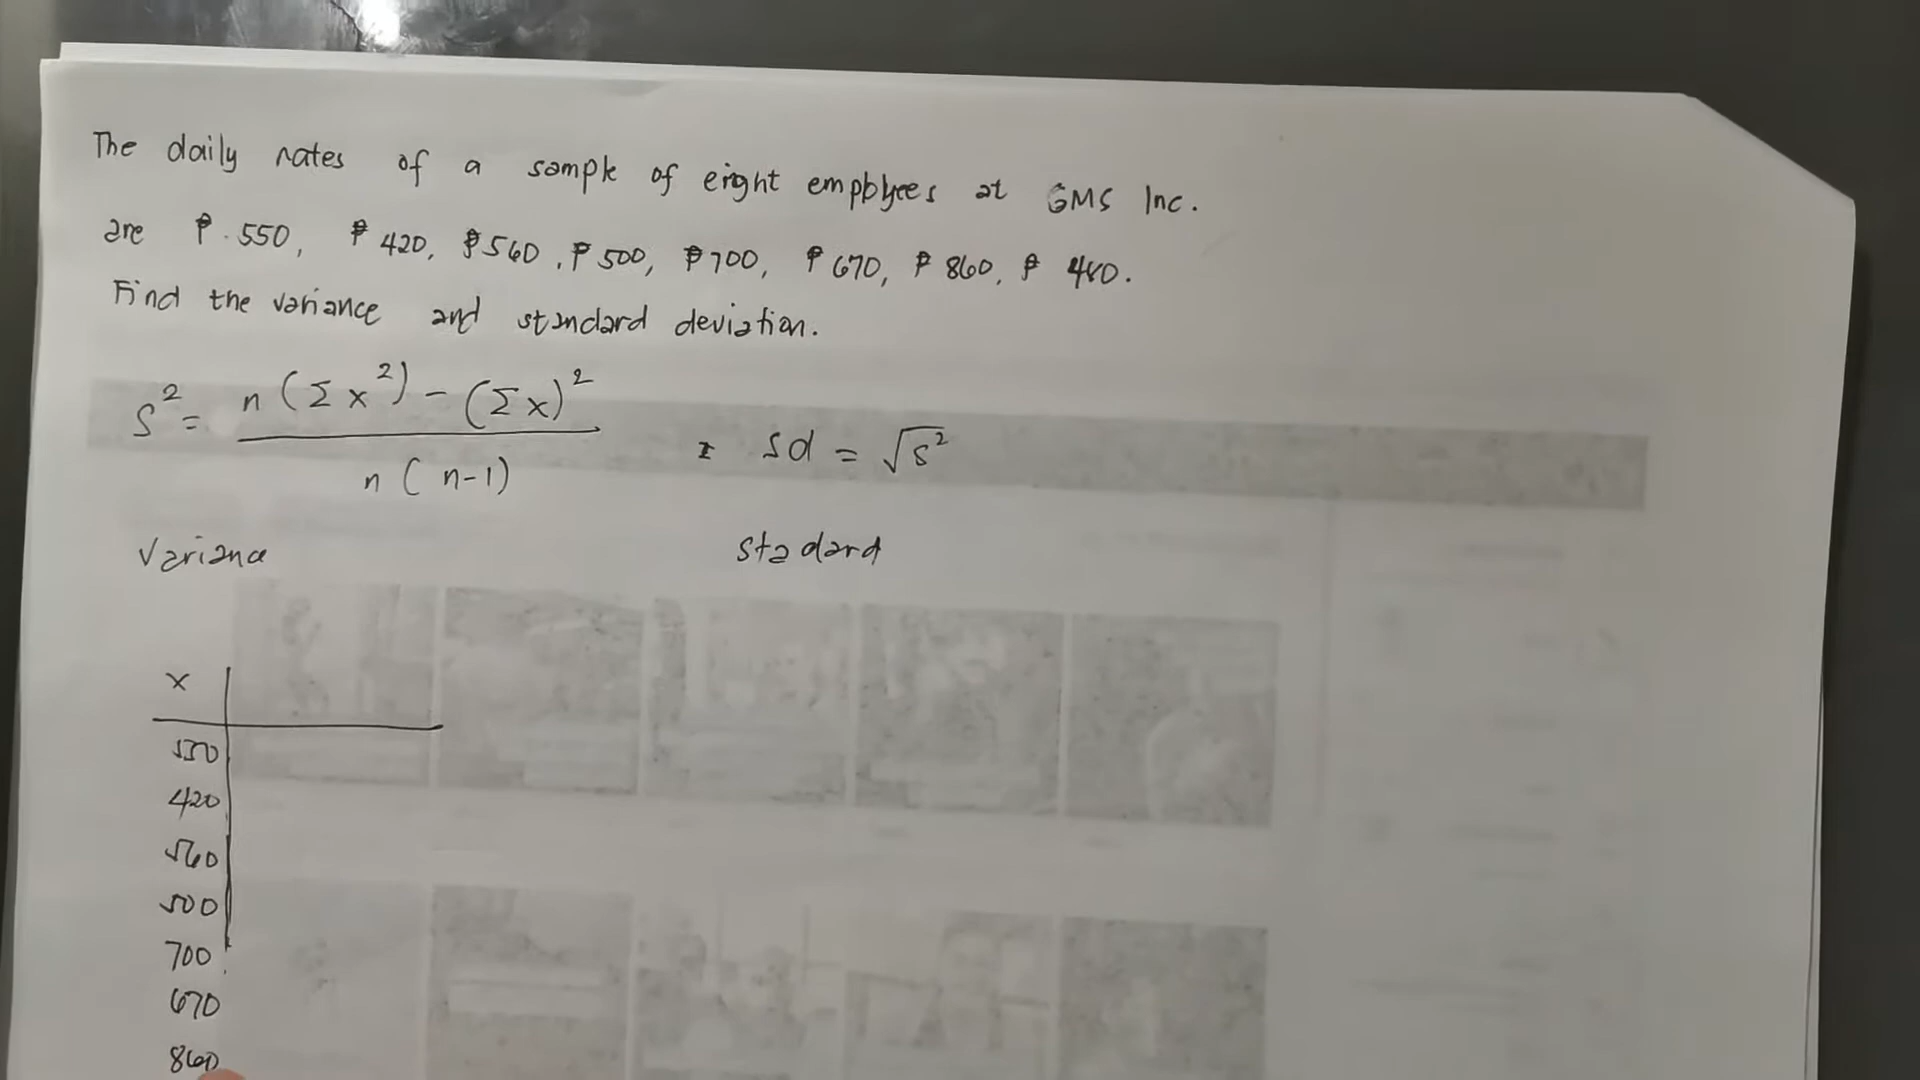 The daily rates of a sample of eight employees at GMS Inc.
are ₱ 550, ₱ 420, ₱ 560, ₱ 500, ₱ 700, ₱ 670, ₱ 860, ₱ 480.
Find the variance and standard deviation.
s² = n(Σx²) - (Σx)² / n(n-1)
sd = √s²
Variance
stadard
x
550
420
560
500
700
670
860